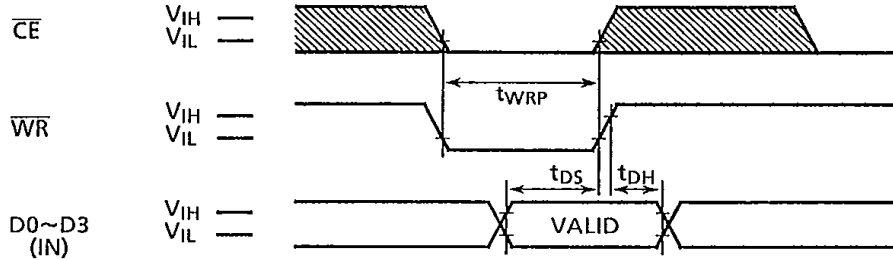 CE
VIH
VIL
tWRP
WR
VIH
VIL
tDS
tDH
D0~D3
(IN)
VIH
VIL
VALID